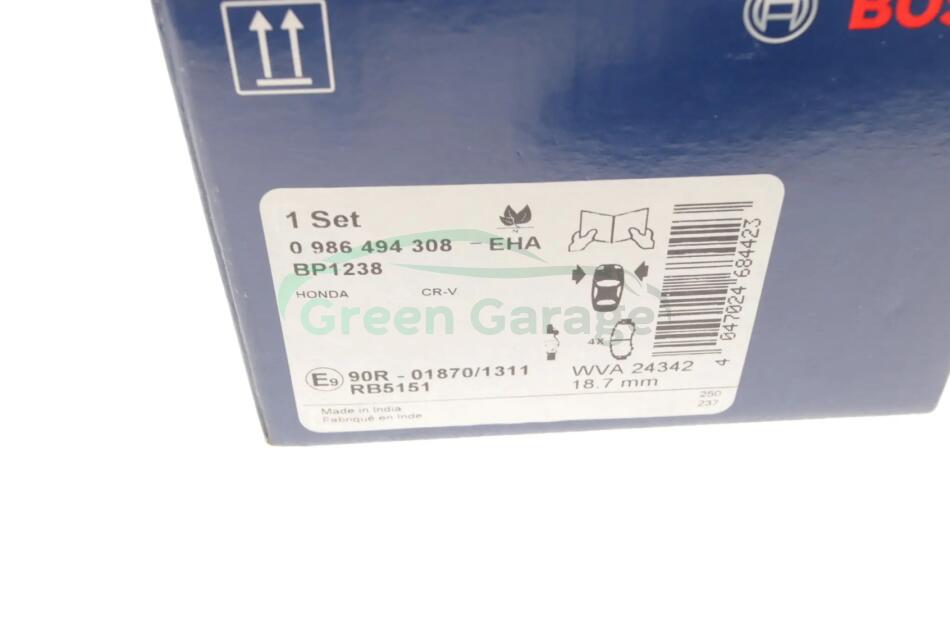 BOS
1 Set
0 986 494 308 - EHA
BP1238
HONDA CR-V
Green Garage
4X
E9 90R - 01870/1311
RB5151
WVA 24342
18.7 mm
4 047024 684423
Made in India
Fabriqué en Inde
250
237